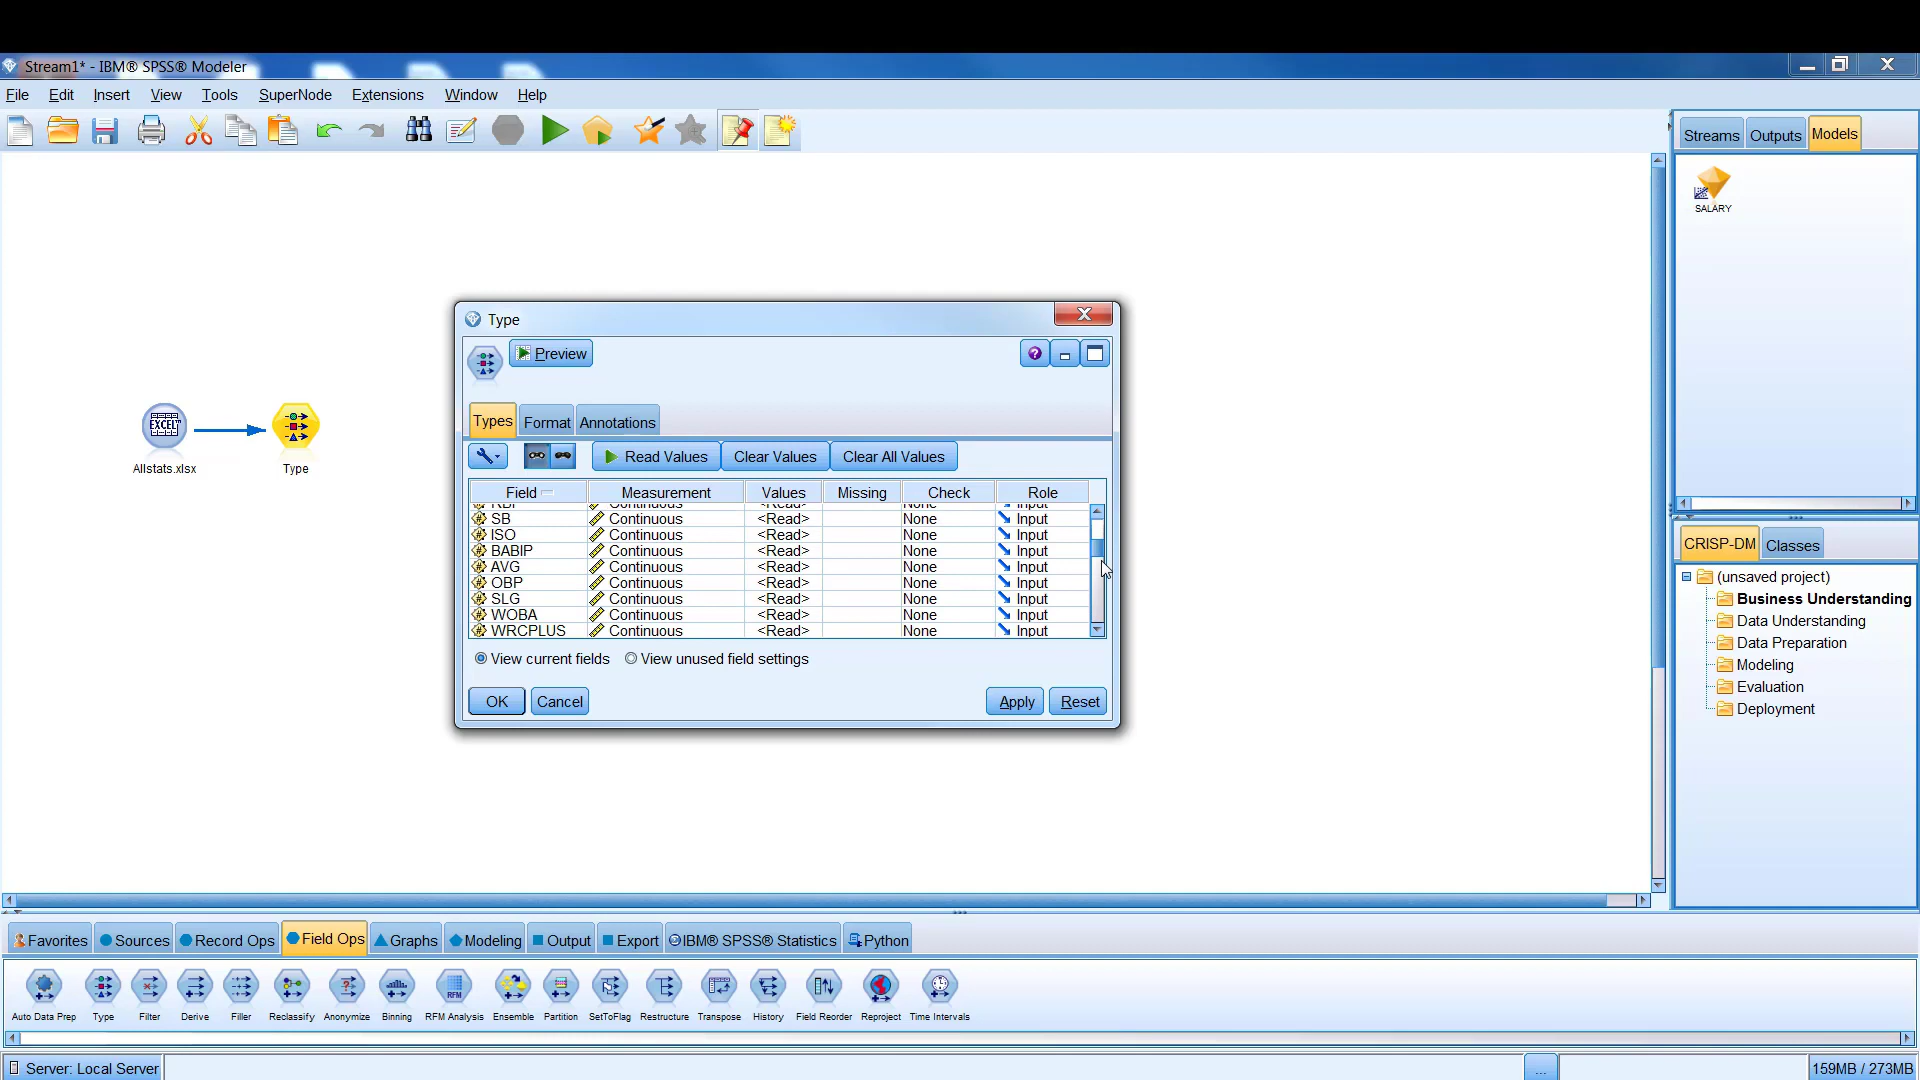 Stream1* - IBM® SPSS® Modeler
File Edit Insert View Tools SuperNode Extensions Window Help
Streams Outputs Models
SALARY
EXCEL
Allstats.xlsx
Type
Type
Preview
Types Format Annotations
Read Values Clear Values Clear All Values
Field Measurement Values Missing Check Role
RBI Continuous <Read> None Input
SB Continuous <Read> None Input
ISO Continuous <Read> None Input
BABIP Continuous <Read> None Input
AVG Continuous <Read> None Input
OBP Continuous <Read> None Input
SLG Continuous <Read> None Input
WOBA Continuous <Read> None Input
WRCPLUS Continuous <Read> None Input
View current fields View unused field settings
OK Cancel Apply Reset
CRISP-DM Classes
(unsaved project)
Business Understanding
Data Understanding
Data Preparation
Modeling
Evaluation
Deployment
Favorites Sources Record Ops Field Ops Graphs Modeling Output Export IBM® SPSS® Statistics Python
RFM
Auto Data Prep Type Filter Derive Filler Reclassify Anonymize Binning RFM Analysis Ensemble Partition SetToFlag Restructure Transpose History Field Reorder Reproject Time Intervals
Server: Local Server ... 159MB / 273MB